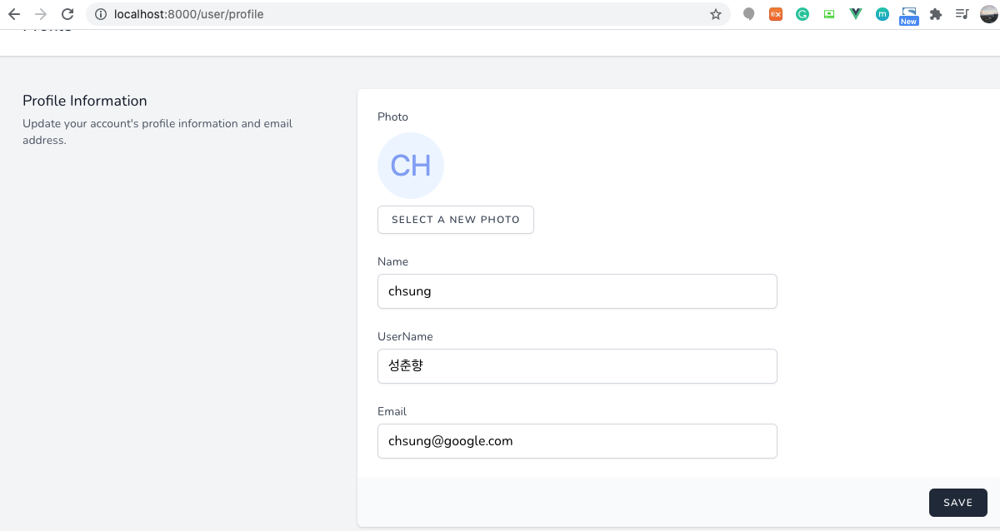 localhost:8000/user/profile
New
Profile Information
Update your account's profile information and email
address.
Photo
CH
SELECT A NEW PHOTO
Name
chsung
UserName
성춘향
Email
chsung@google.com
SAVE